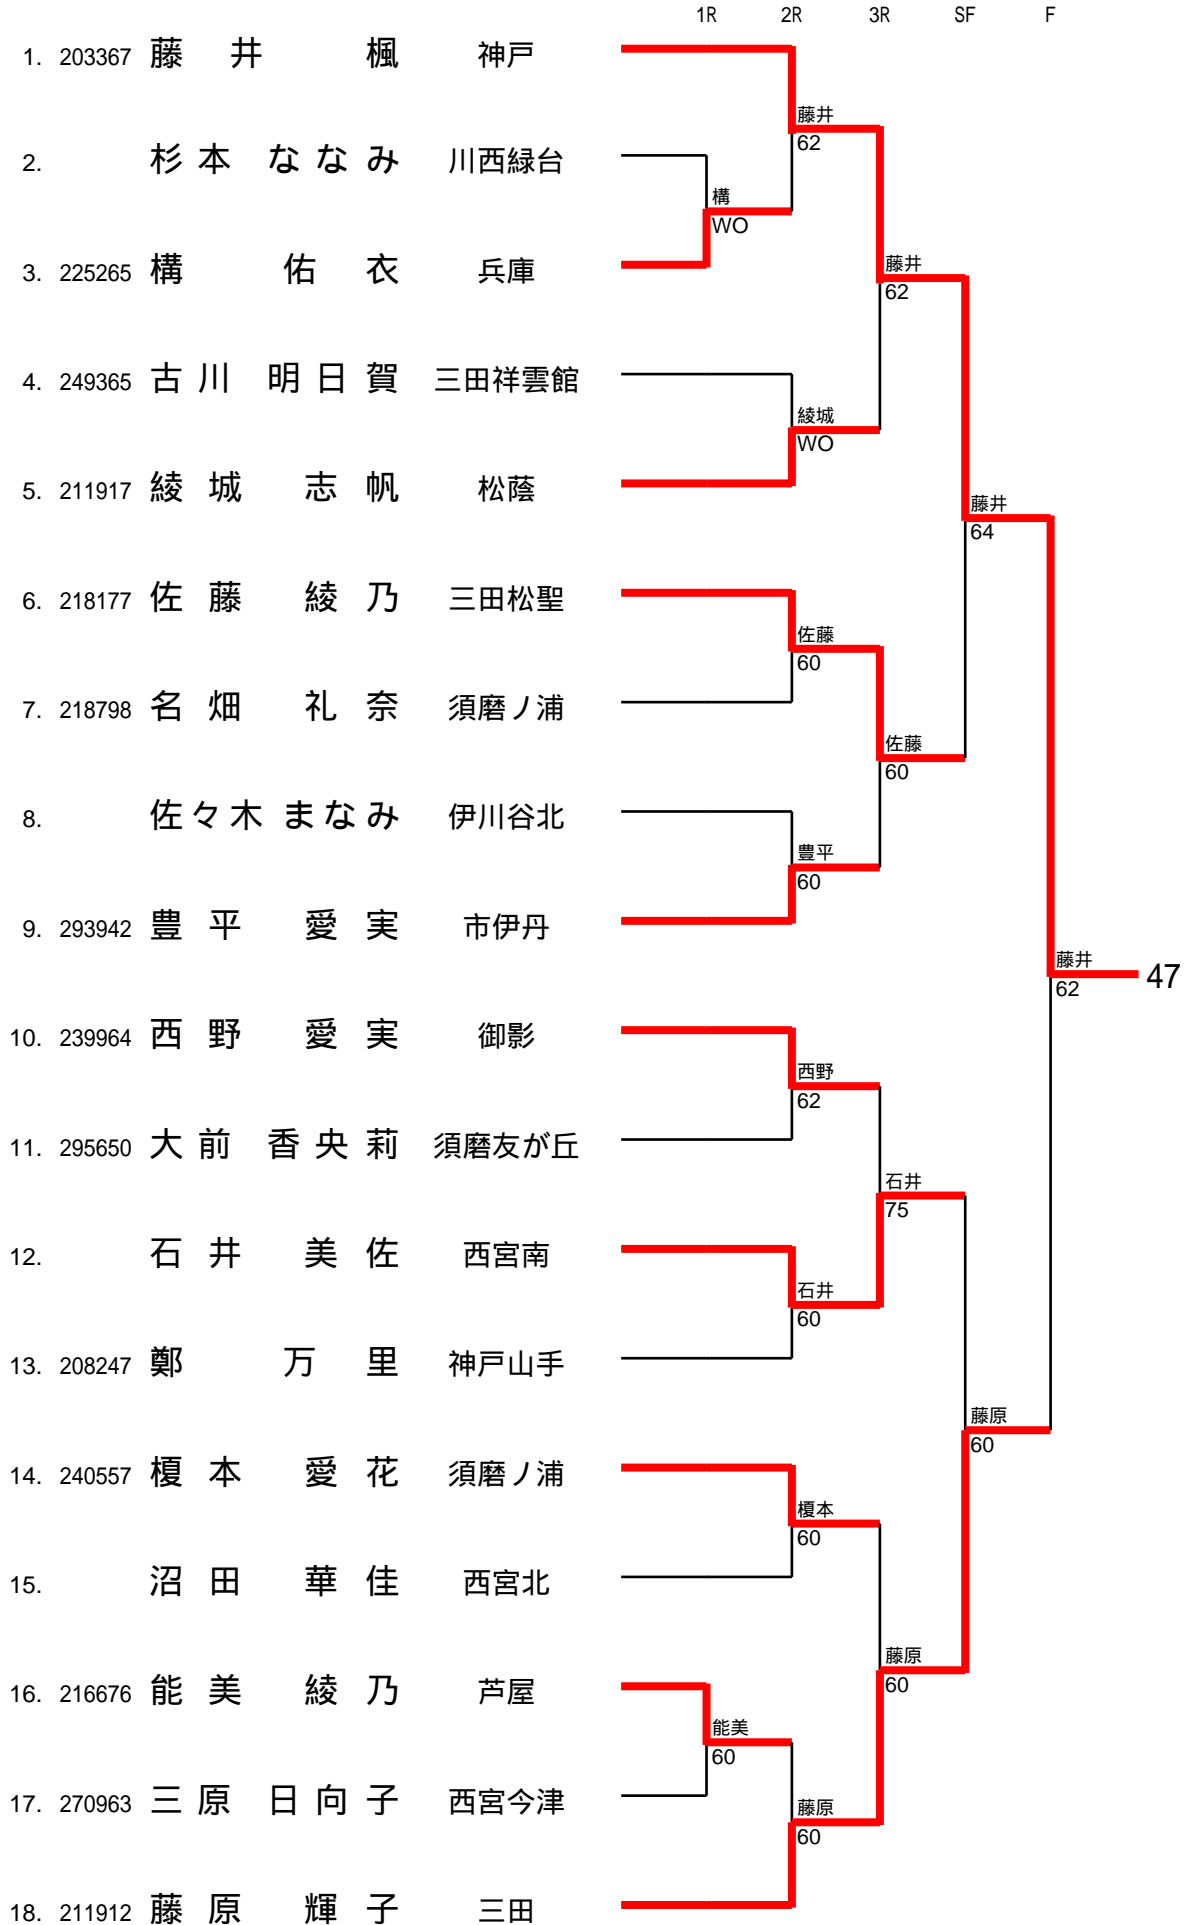 1R 2R 3R SF F
1. 203367 藤井 楓 神戸
藤井
62
2. 杉本 ななみ 川西緑台
構
WO
3. 225265 構 佑衣 兵庫
藤井
62
4. 249365 古川 明日賀 三田祥雲館
綾城
WO
5. 211917 綾城 志帆 松蔭
藤井
64
6. 218177 佐藤 綾乃 三田松聖
佐藤
60
7. 218798 名畑 礼奈 須磨ノ浦
佐藤
60
8. 佐々木 まなみ 伊川谷北
豊平
60
9. 293942 豊平 愛実 市伊丹
藤井
62
47
10. 239964 西野 愛実 御影
西野
62
11. 295650 大前 香央莉 須磨友が丘
石井
75
12. 石井 美佐 西宮南
石井
60
13. 208247 鄭 万里 神戸山手
藤原
60
14. 240557 榎本 愛花 須磨ノ浦
榎本
60
15. 沼田 華佳 西宮北
藤原
60
16. 216676 能美 綾乃 芦屋
能美
60
17. 270963 三原 日向子 西宮今津
藤原
60
18. 211912 藤原 輝子 三田